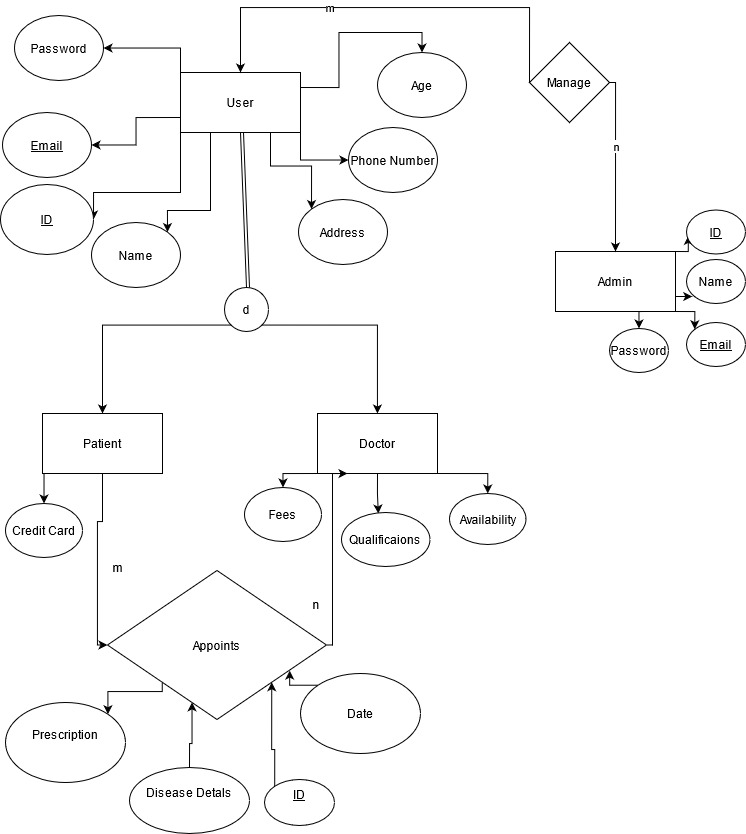 m
Password
User
Age
Manage
Email
Phone Number
n
ID
Name
Address
ID
Admin
Name
d
Password
Email
Patient
Doctor
Credit Card
Fees
Qualificaions
Availability
m
n
Appoints
Prescription
Date
Disease Detals
ID